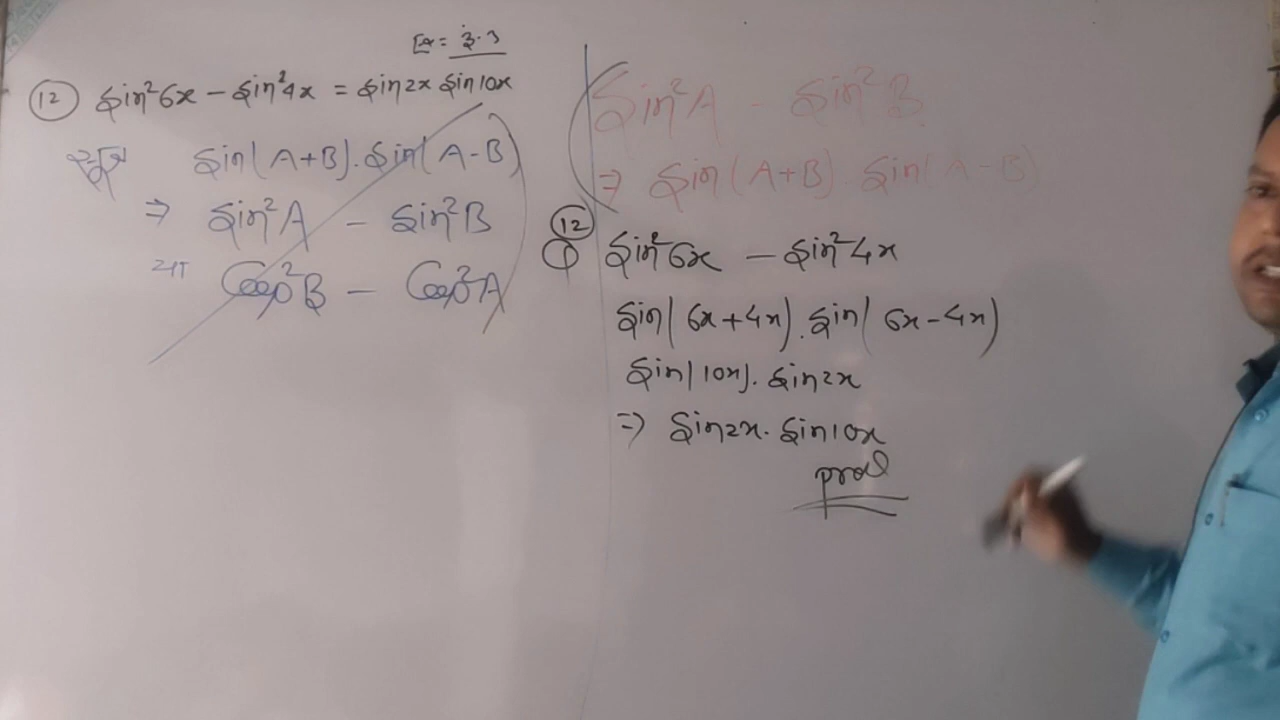 Ex = 3.3
(12) Sin²6x – Sin²4x = Sin2x Sin10x
सूत्र Sin(A+B).Sin(A-B)
⇒ Sin²A – Sin²B
या Cos²B – Cos²A
Sin²A – Sin²B
⇒ Sin(A+B).Sin(A-B)
(12)
Sin²6x – Sin²4x
Sin(6x+4x).Sin(6x-4x)
Sin(10x).Sin2x
⇒ Sin2x.Sin10x